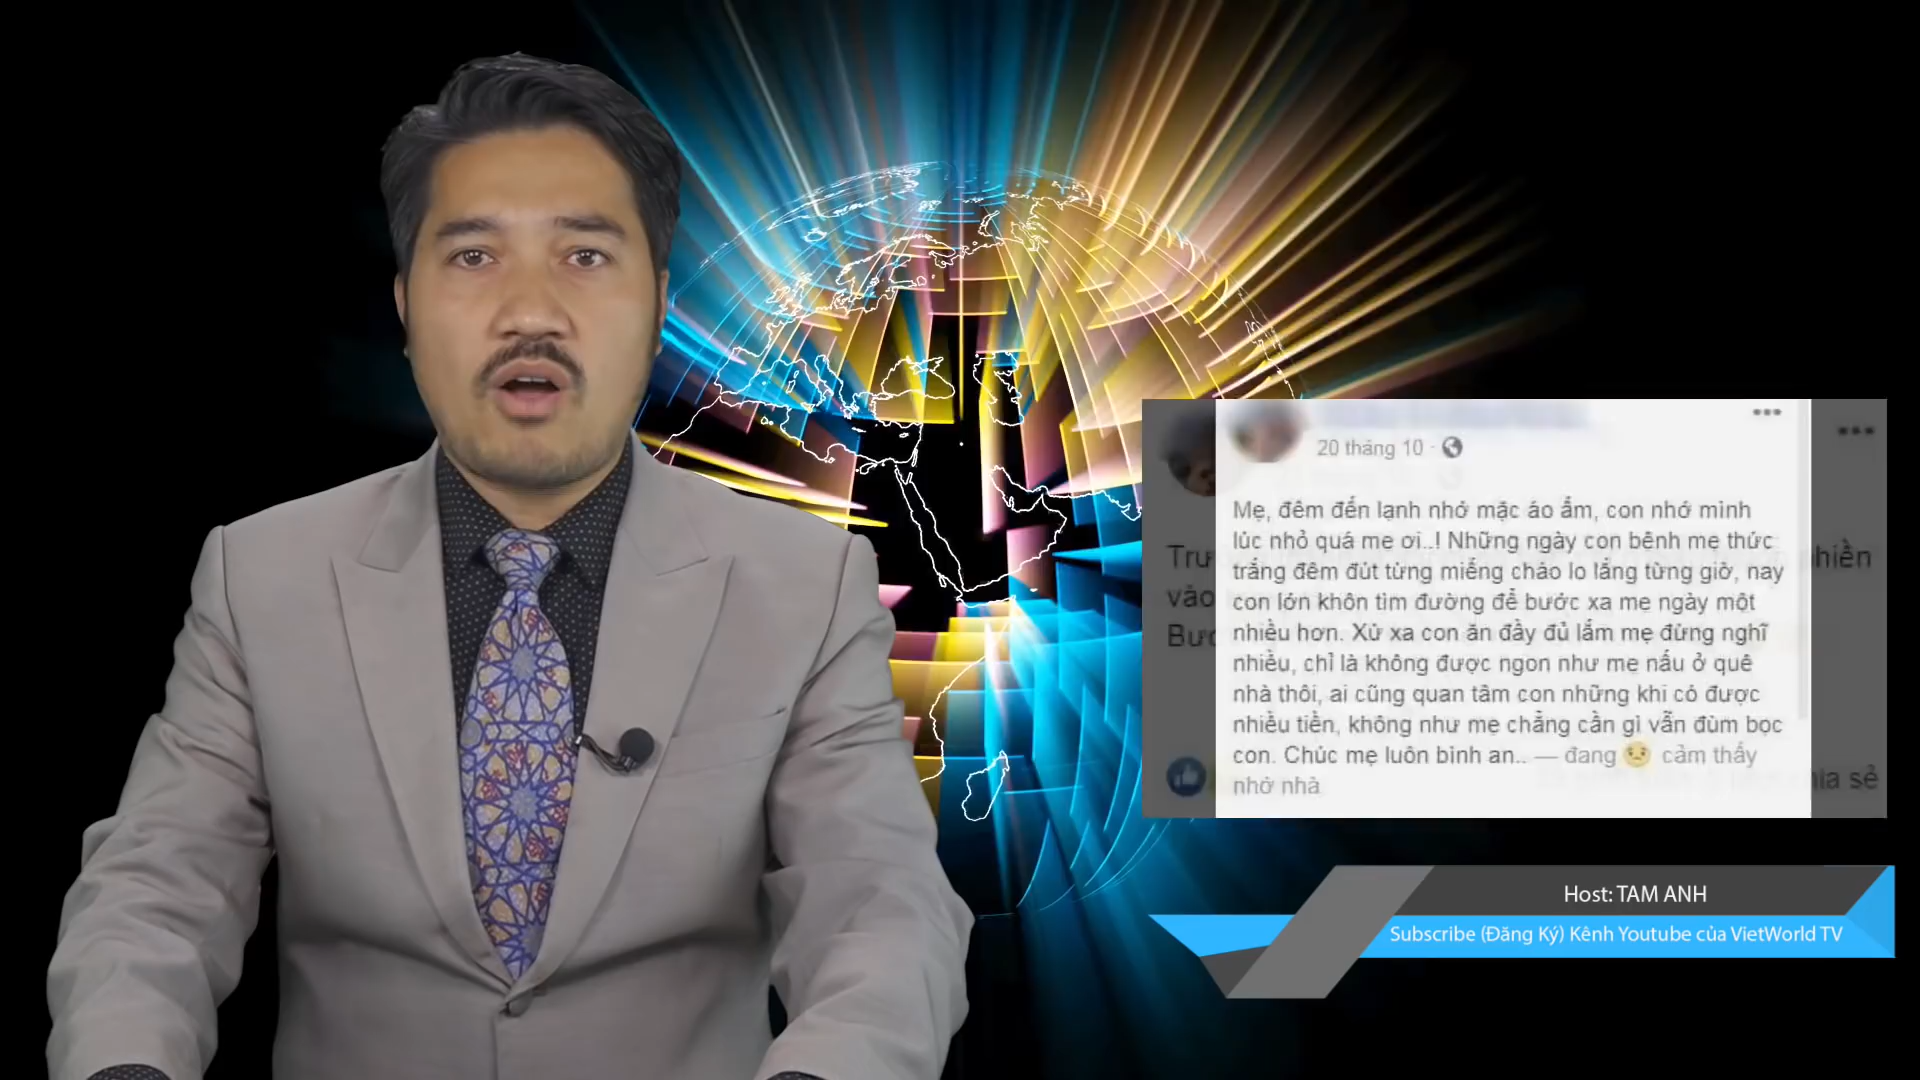 20 tháng 10 ·
Mẹ, đêm đến lạnh nhớ mặc áo ấm, con nhớ mình
lúc nhỏ quá mẹ ơi..! Những ngày con bệnh mẹ thức
trắng đêm đút từng miếng cháo lo lắng từng giờ, nay
con lớn khôn tìm đường để bước xa mẹ ngày một
nhiều hơn. Xứ xa con ăn đầy đủ lắm mẹ đừng nghĩ
nhiều, chỉ là không được ngon như mẹ nấu ở quê
nhà thôi, ai cũng quan tâm con những khi có được
nhiều tiền, không như mẹ chẳng cần gì vẫn đùm bọc
con. Chúc mẹ luôn bình an.. — đang 😟 cảm thấy
nhớ nhà
vào
Host: TAM ANH
Subscribe (Đăng Ký) Kênh Youtube của VietWorld TV